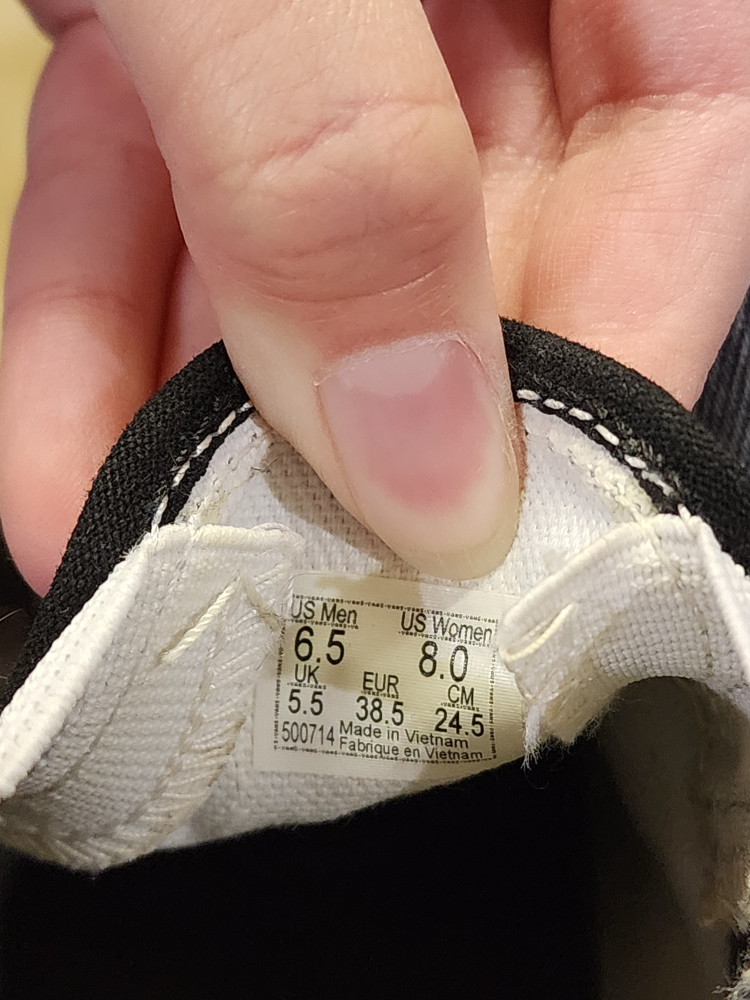 US Men US Women
6.5 8.0
UK EUR CM
5.5 38.5 24.5
500714 Made in Vietnam
Fabrique en Vietnam